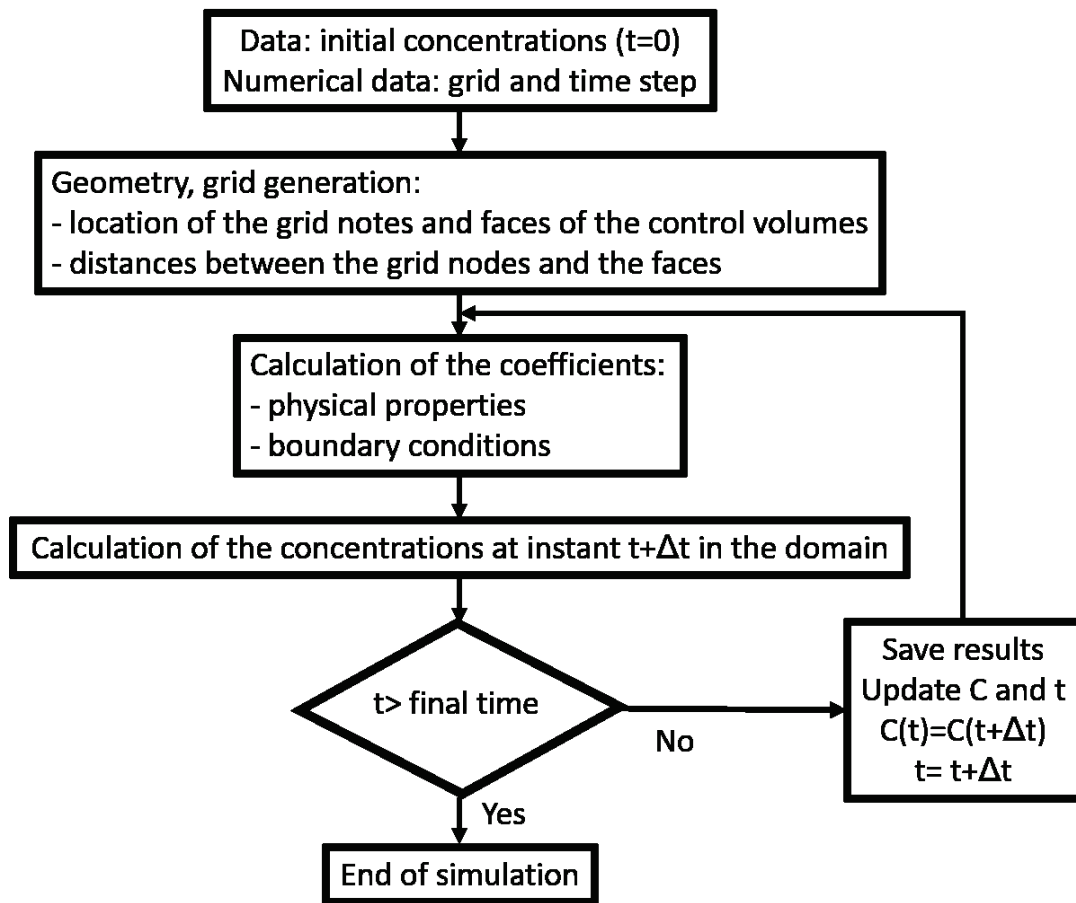 Data: initial concentrations (t=0)
Numerical data: grid and time step
Geometry, grid generation:
- location of the grid notes and faces of the control volumes
- distances between the grid nodes and the faces
Calculation of the coefficients:
- physical properties
- boundary conditions
Calculation of the concentrations at instant t+Δt in the domain
t> final time
No
Save results
Update C and t
C(t)=C(t+Δt)
t= t+Δt
Yes
End of simulation